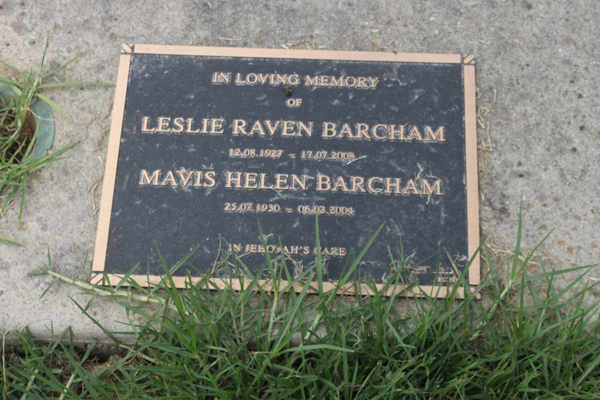 IN LOVING MEMORY
OF
LESLIE RAVEN BARCHAM
12.08.1927 – 17.07.2008
MAVIS HELEN BARCHAM
25.07.1930 – 06.03.2004
IN JEHOVAH'S CARE